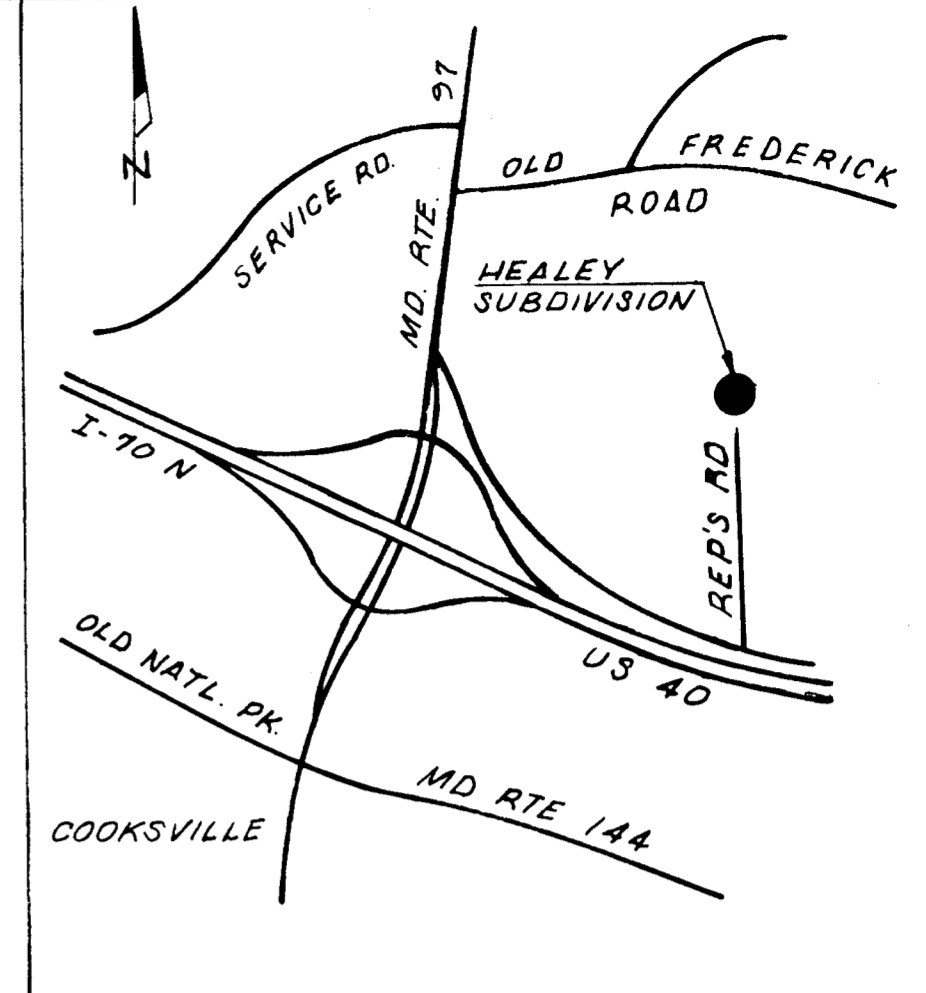 97
OLD FREDERICK
ROAD
SERVICE RD.
MD. RTE.
HEALEY
SUBDIVISION
N
I-70 N
REP'S RD
OLD NATL. PK.
US 40
MD RTE 144
COOKSVILLE